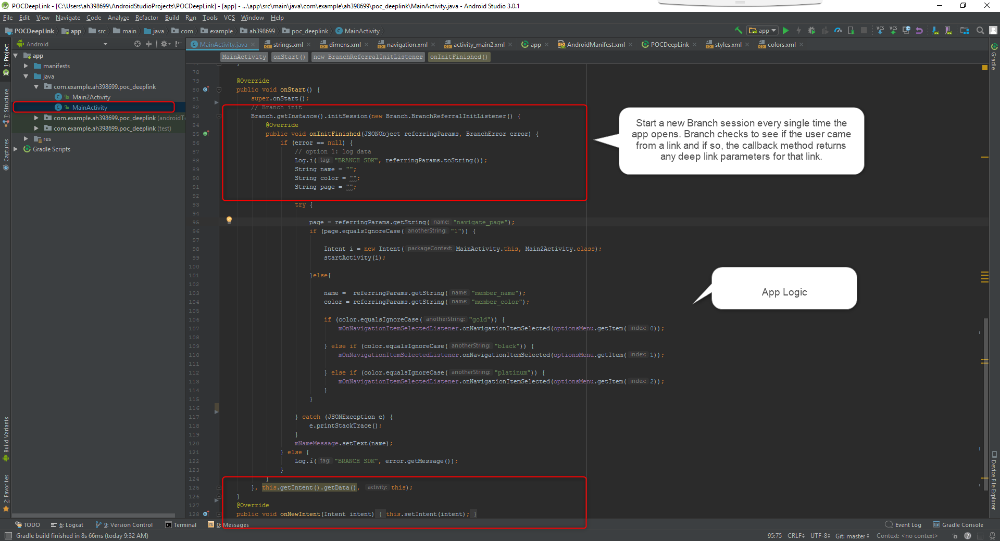 POCDeepLink - [C:\Users\ah398699\AndroidStudioProjects\POCDeepLink] - [app] - ...\app\src\main\java\com\example\ah398699\poc_deeplink\MainActivity.java - Android Studio 3.0.1
File Edit View Navigate Code Analyze Refactor Build Run Tools VCS Window Help
POCDeepLink app src main java com example ah398699 poc_deeplink MainActivity app VCS VCS
Android
MainActivity.java strings.xml dimens.xml navigation.xml activity_main2.xml app AndroidManifest.xml POCDeepLink styles.xml colors.xml
MainActivity onStart() new BranchReferralInitListener onInitFinished()
1: Project
7: Structure
Captures
Build Variants
2: Favorites
app
manifests
java
com.example.ah398699.poc_deeplink
Main2Activity
MainActivity
com.example.ah398699.poc_deeplink (androidTe
com.example.ah398699.poc_deeplink (test)
res
Gradle Scripts
78
79 @Override
80 public void onStart() {
81 super.onStart();
82 // Branch init
83 Branch.getInstance().initSession(new Branch.BranchReferralInitListener() {
84 @Override
85 public void onInitFinished(JSONObject referringParams, BranchError error) {
86 if (error == null) {
87 // option 1: log data
88 Log.i( tag: "BRANCH SDK", referringParams.toString());
89 String name = "";
90 String color = "";
91 String page = "";
92
93 try {
94
95 page = referringParams.getString( name: "navigate_page");
96 if (page.equalsIgnoreCase( anotherString: "1")) {
97
98 Intent i = new Intent( packageContext: MainActivity.this, Main2Activity.class);
99 startActivity(i);
100
101 }else{
102
103 name =  referringParams.getString( name: "member_name");
104 color = referringParams.getString( name: "member_color");
105
106 if (color.equalsIgnoreCase( anotherString: "gold")) {
107 mOnNavigationItemSelectedListener.onNavigationItemSelected(optionsMenu.getItem( index: 0));
108
109 } else if (color.equalsIgnoreCase( anotherString: "black")) {
110 mOnNavigationItemSelectedListener.onNavigationItemSelected(optionsMenu.getItem( index: 1));
111
112 } else if (color.equalsIgnoreCase( anotherString: "platinum")) {
113 mOnNavigationItemSelectedListener.onNavigationItemSelected(optionsMenu.getItem( index: 2));
114 }
115 }
116
117 } catch (JSONException e) {
118 e.printStackTrace();
119 }
120 mNameMessage.setText(name);
121 } else {
122 Log.i( tag: "BRANCH SDK", error.getMessage());
123 }
124 }
125 }, this.getIntent().getData(), activity: this);
126 }
127 @Override
128 public void onNewIntent(Intent intent) { this.setIntent(intent); }
Start a new Branch session every single time the
app opens. Branch checks to see if the user came
from a link and if so, the callback method returns
any deep link parameters for that link.
App Logic
Gradle
Device File Explorer
TODO 6: Logcat 9: Version Control Terminal 0: Messages Event Log Gradle Console
Gradle build finished in 8s 66ms (today 9:32 AM) 95:75 CRLF UTF-8 Git: master Context: <no context>